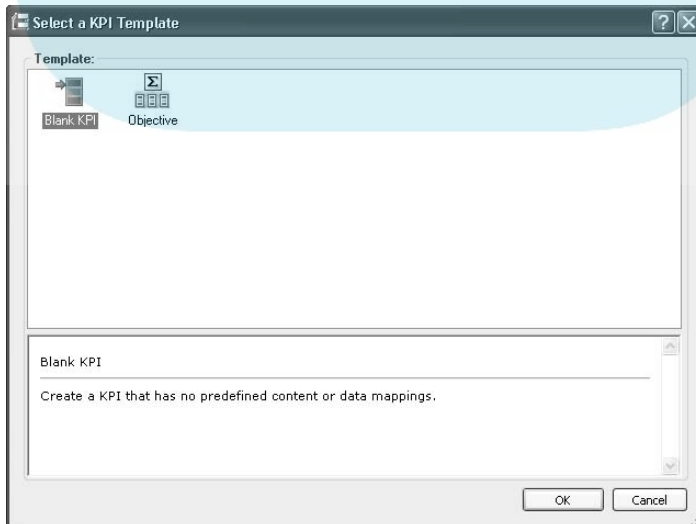 Select a KPI Template
Template:
Blank KPI
Objective
Blank KPI
Create a KPI that has no predefined content or data mappings.
OK
Cancel